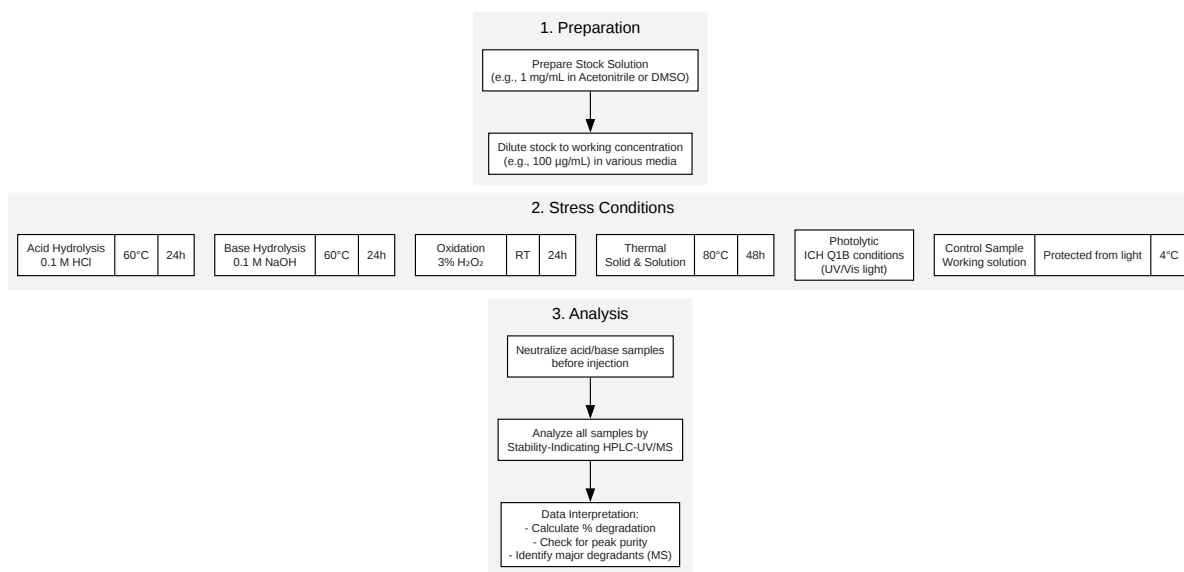 1. Preparation
Prepare Stock Solution
(e.g., 1 mg/mL in Acetonitrile or DMSO)
Dilute stock to working concentration
(e.g., 100 µg/mL) in various media
2. Stress Conditions
Acid Hydrolysis
0.1 M HCl
60°C
24h
Base Hydrolysis
0.1 M NaOH
60°C
24h
Oxidation
3% H₂O₂
RT
24h
Thermal
Solid & Solution
80°C
48h
Photolytic
ICH Q1B conditions
(UV/Vis light)
Control Sample
Working solution
Protected from light
4°C
3. Analysis
Neutralize acid/base samples
before injection
Analyze all samples by
Stability-Indicating HPLC-UV/MS
Data Interpretation:
- Calculate % degradation
- Check for peak purity
- Identify major degradants (MS)